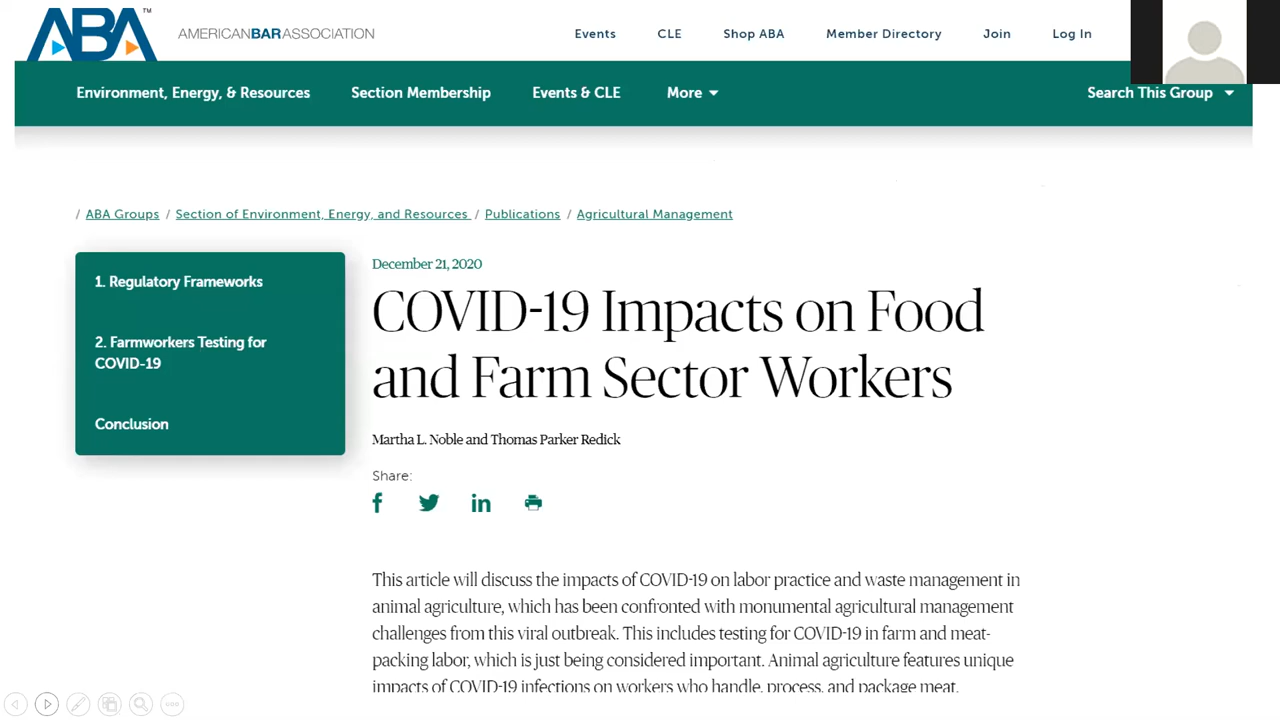 ABA™
AMERICANBARASSOCIATION
Events CLE Shop ABA Member Directory Join Log In
Environment, Energy, & Resources Section Membership Events & CLE More Search This Group
/ ABA Groups / Section of Environment, Energy, and Resources / Publications / Agricultural Management
1. Regulatory Frameworks
2. Farmworkers Testing for
COVID-19
Conclusion
December 21, 2020
COVID-19 Impacts on Food
and Farm Sector Workers
Martha L. Noble and Thomas Parker Redick
Share:
This article will discuss the impacts of COVID-19 on labor practice and waste management in
animal agriculture, which has been confronted with monumental agricultural management
challenges from this viral outbreak. This includes testing for COVID-19 in farm and meat-
packing labor, which is just being considered important. Animal agriculture features unique
impacts of COVID-19 infections on workers who handle, process, and package meat.